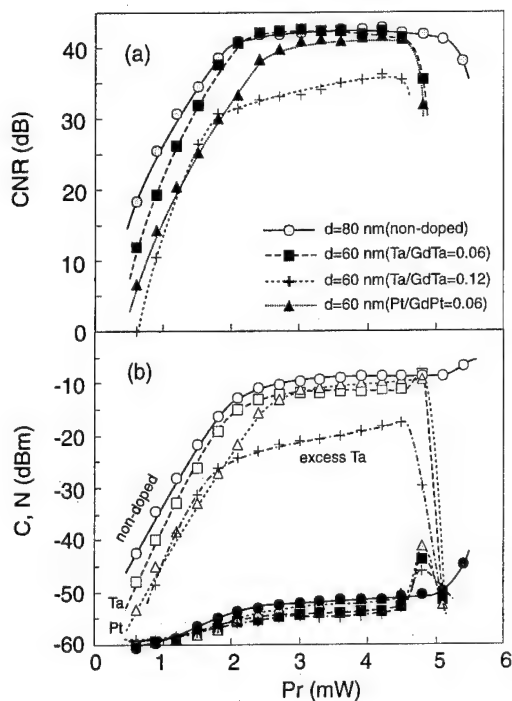 (a)
CNR (dB)
40
30
20
10
0
d=80 nm(non-doped)
d=60 nm(Ta/GdTa=0.06)
d=60 nm(Ta/GdTa=0.12)
d=60 nm(Pt/GdPt=0.06)
(b)
C, N (dBm)
-10
-20
-30
-40
-50
-60
non-doped
excess Ta
Ta
Pt
0 1 2 3 4 5 6
Pr (mW)